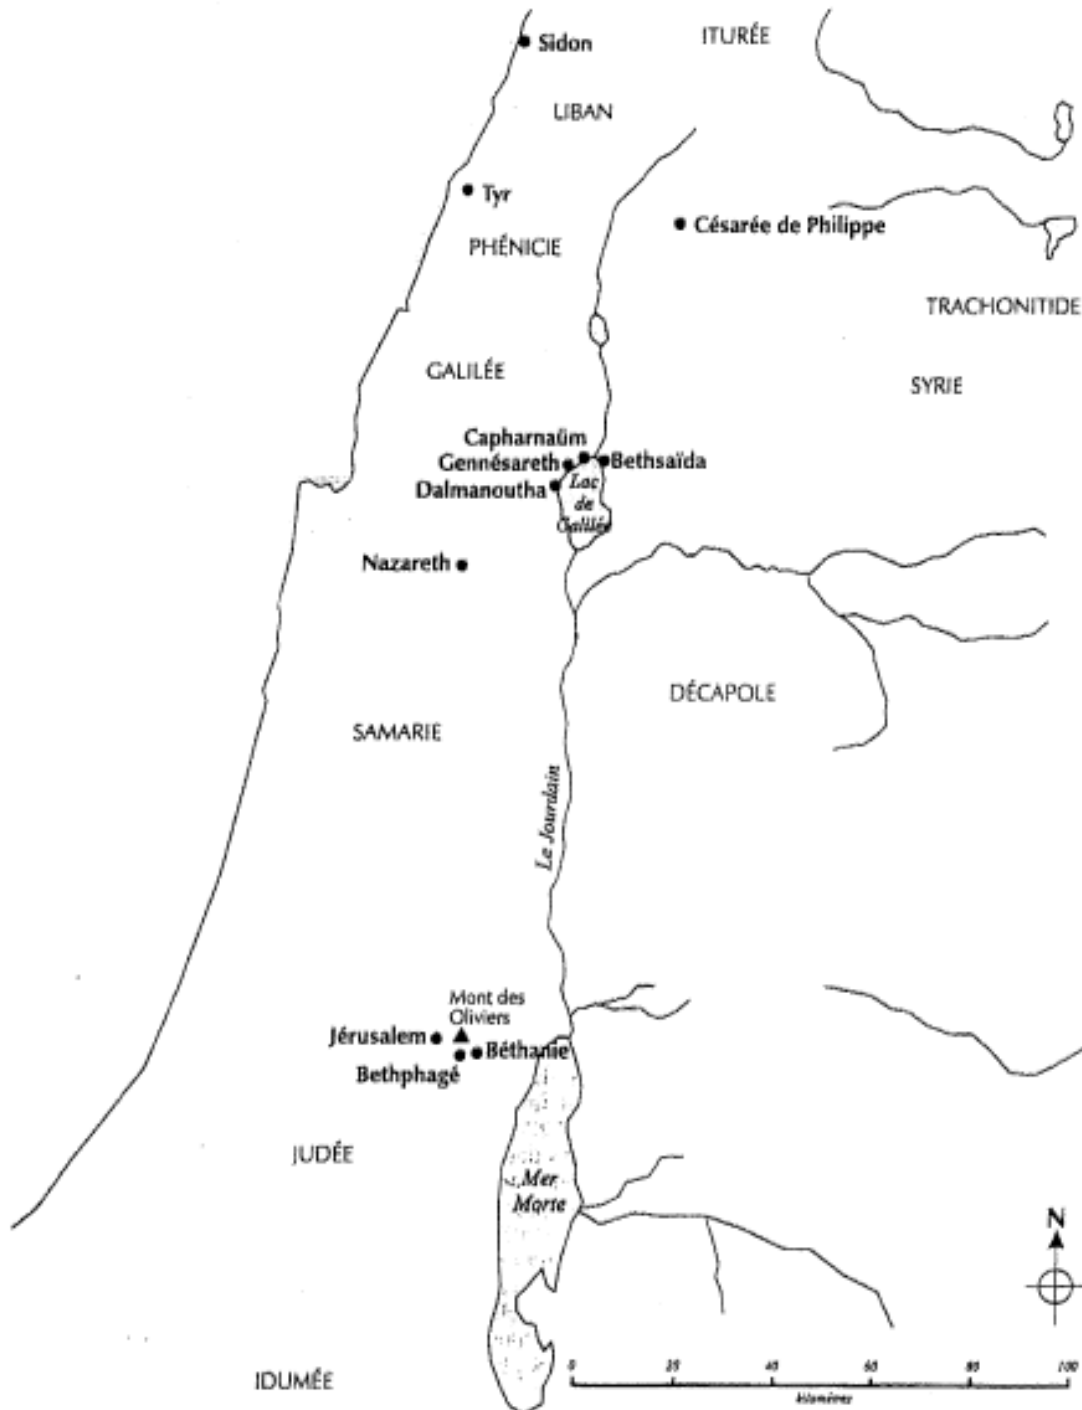 Sidon
ITURÉE
LIBAN
Tyr
Césarée de Philippe
PHÉNICIE
TRACHONITIDE
GALILÉE
SYRIE
Capharnaüm
Gennésareth
Bethsaïda
Dalmanoutha
Lac
de
Galilée
Nazareth
DÉCAPOLE
SAMARIE
Le Jourdain
Mont des
Oliviers
Jérusalem
Béthanie
Bethphagé
JUDÉE
Mer
Morte
N
IDUMÉE
0 20 40 60 80 100
kilomètres